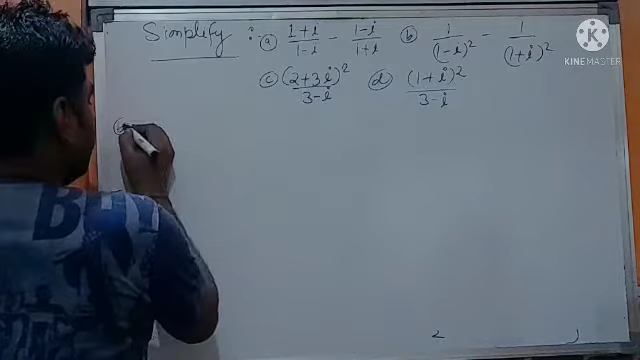 Simplify :- (a) (1+i)/(1-i) - (1-i)/(1+i) (b) 1/(1-i)² - 1/(1+i)²
(c) (2+3i)²/(3-i) (d) (1+i)²/(3-i)
K
KINEMASTER